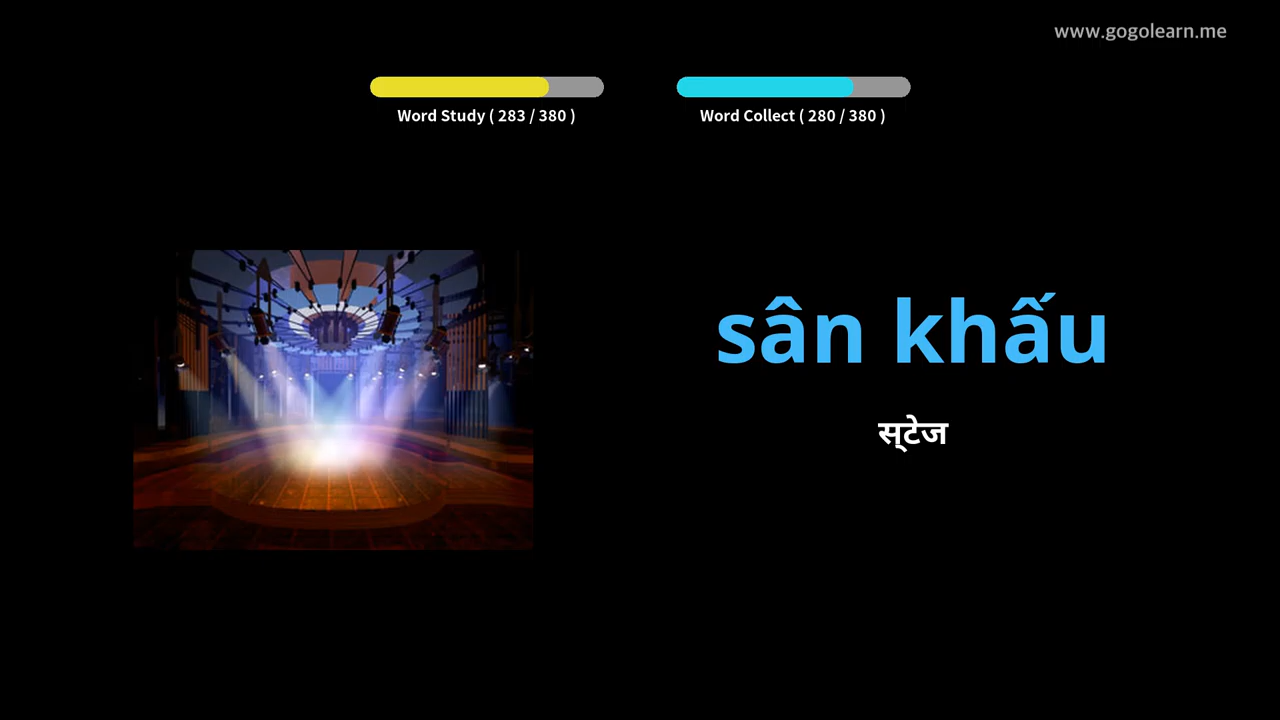 www.gogolearn.me
Word Study ( 283 / 380 )
Word Collect ( 280 / 380 )
sân khấu
स्टेज